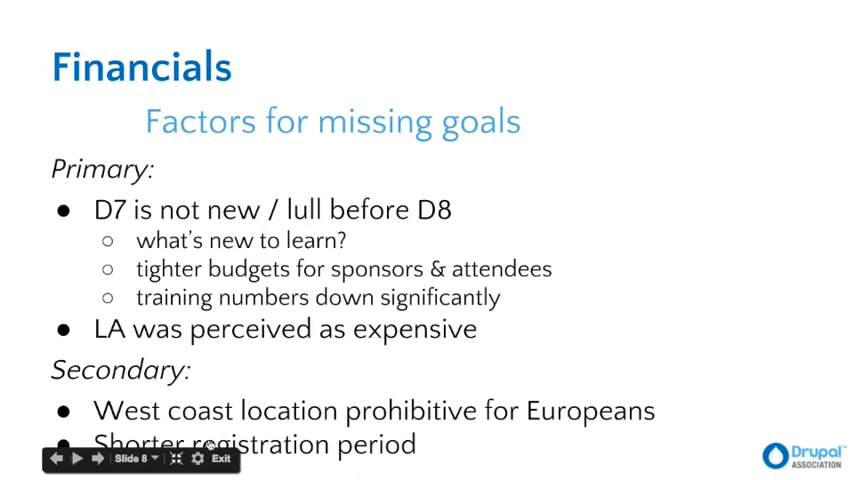 Financials
Factors for missing goals
Primary:
● D7 is not new / lull before D8
○ what's new to learn?
○ tighter budgets for sponsors & attendees
○ training numbers down significantly
● LA was perceived as expensive
Secondary:
● West coast location prohibitive for Europeans
● Shorter registration period
Slide 8
Exit
Drupal™
ASSOCIATION